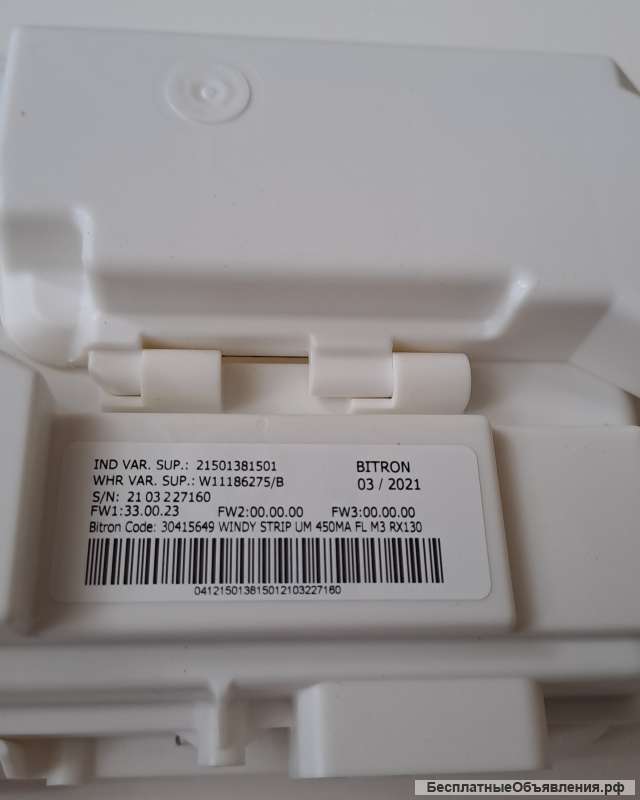 IND VAR. SUP.: 21501381501 BITRON
WHR VAR. SUP.: W11186275/B 03 / 2021
S/N: 21 03 227160
FW1:33.00.23 FW2:00.00.00 FW3:00.00.00
Bitron Code: 30415649 WINDY STRIP UM 450MA FL M3 RX130
041215013815012103227160
БесплатныеОбъявления.рф